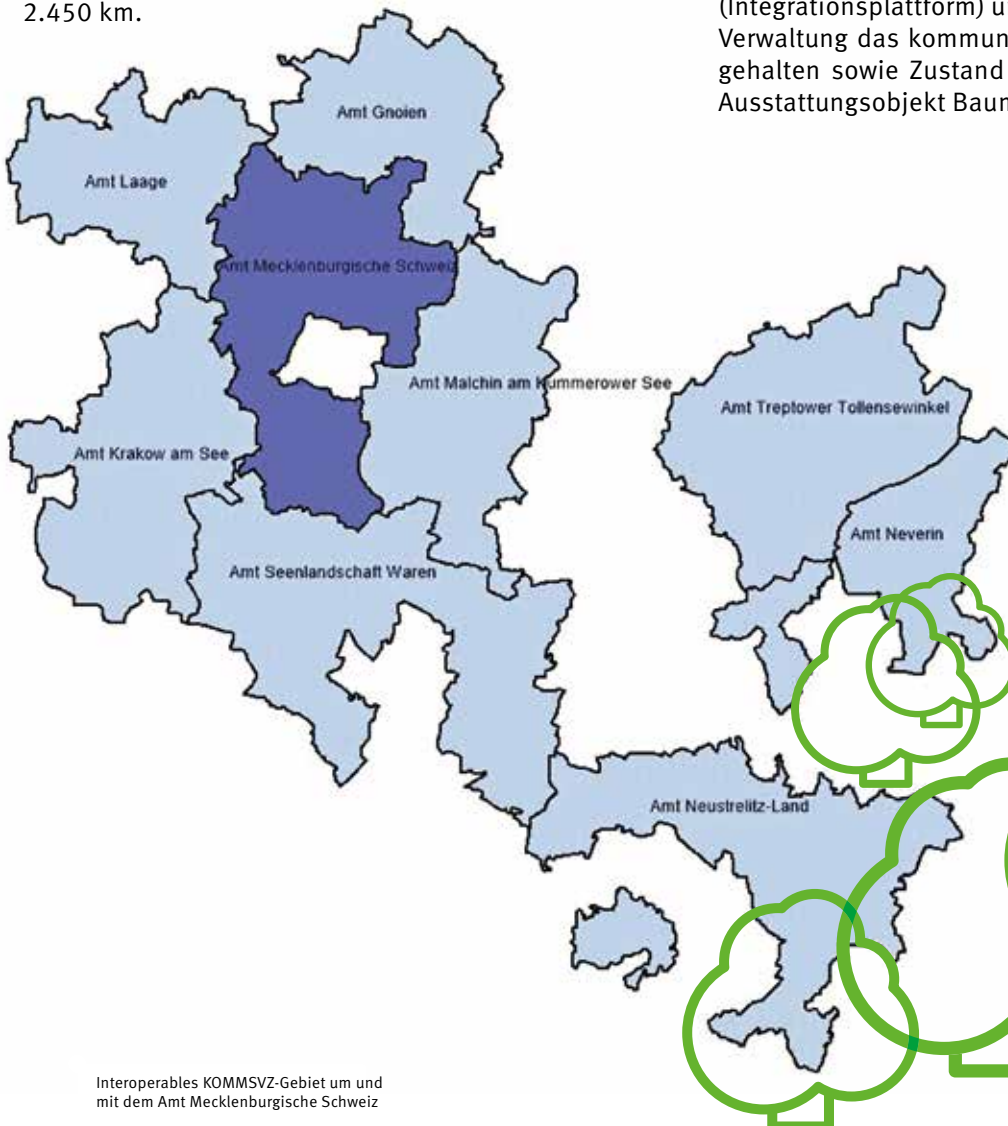 2.450 km.
(Integrationsplattform)
Verwaltung das
gehalten sowie Zustand
Ausstattungsobjekt
Amt Gnoien
Amt Laage
Amt Mecklenburgische Schweiz
Amt Malchin am Kummerower See
Amt Treptower Tollensewinkel
Amt Krakow am See
Amt Neverin
Amt Seenlandschaft Waren
Amt Neustrelitz-Land
Interoperables KOMMSVZ-Gebiet um und
mit dem Amt Mecklenburgische Schweiz